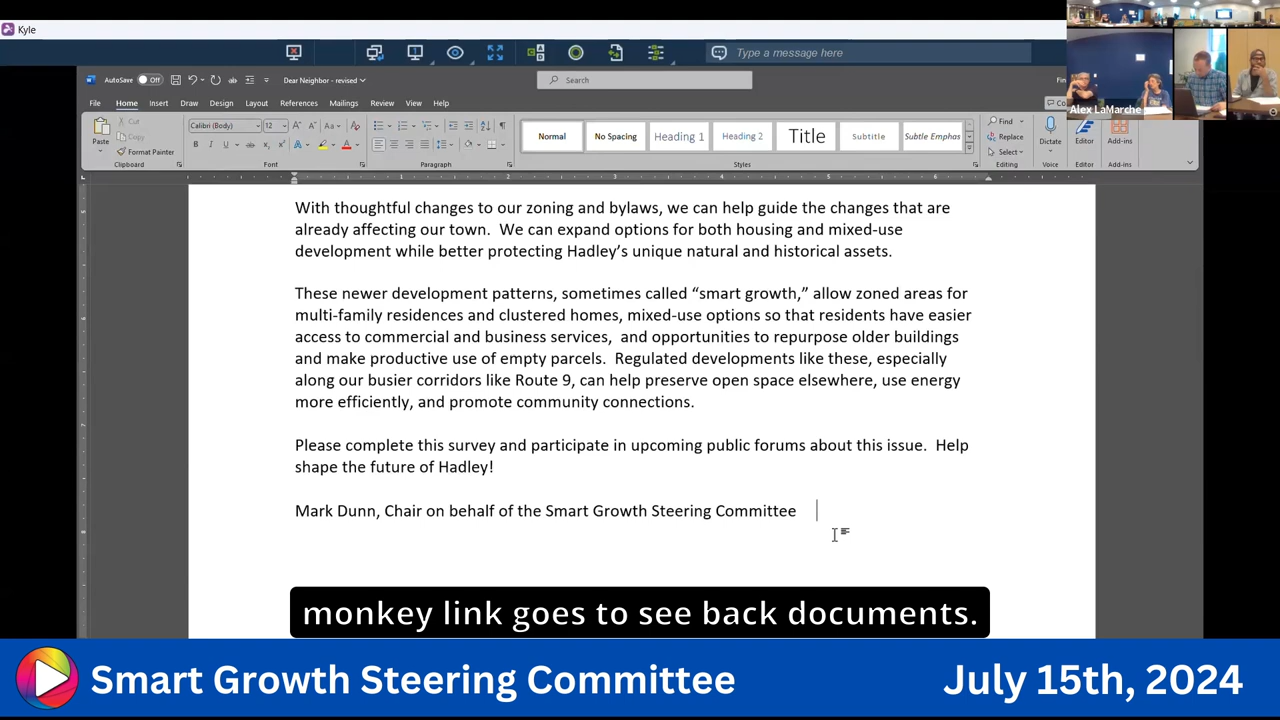 Kyle
Type a message here
Alex LaMarche
AutoSave Off
Dear Neighbor - revised
Search
File Home Insert Draw Design Layout References Mailings Review View Help
Paste
Cut
Copy
Format Painter
Clipboard
Calibri (Body) 12
Font
Paragraph
Normal No Spacing Heading 1 Heading 2 Title Subtitle Subtle Emphas
Styles
Find
Replace
Select
Editing
Dictate
Voice
Editor
Editor
Add-ins
Add-ins
With thoughtful changes to our zoning and bylaws, we can help guide the changes that are
already affecting our town. We can expand options for both housing and mixed-use
development while better protecting Hadley’s unique natural and historical assets.
These newer development patterns, sometimes called “smart growth,” allow zoned areas for
multi-family residences and clustered homes, mixed-use options so that residents have easier
access to commercial and business services, and opportunities to repurpose older buildings
and make productive use of empty parcels. Regulated developments like these, especially
along our busier corridors like Route 9, can help preserve open space elsewhere, use energy
more efficiently, and promote community connections.
Please complete this survey and participate in upcoming public forums about this issue. Help
shape the future of Hadley!
Mark Dunn, Chair on behalf of the Smart Growth Steering Committee
monkey link goes to see back documents.
Smart Growth Steering Committee
July 15th, 2024